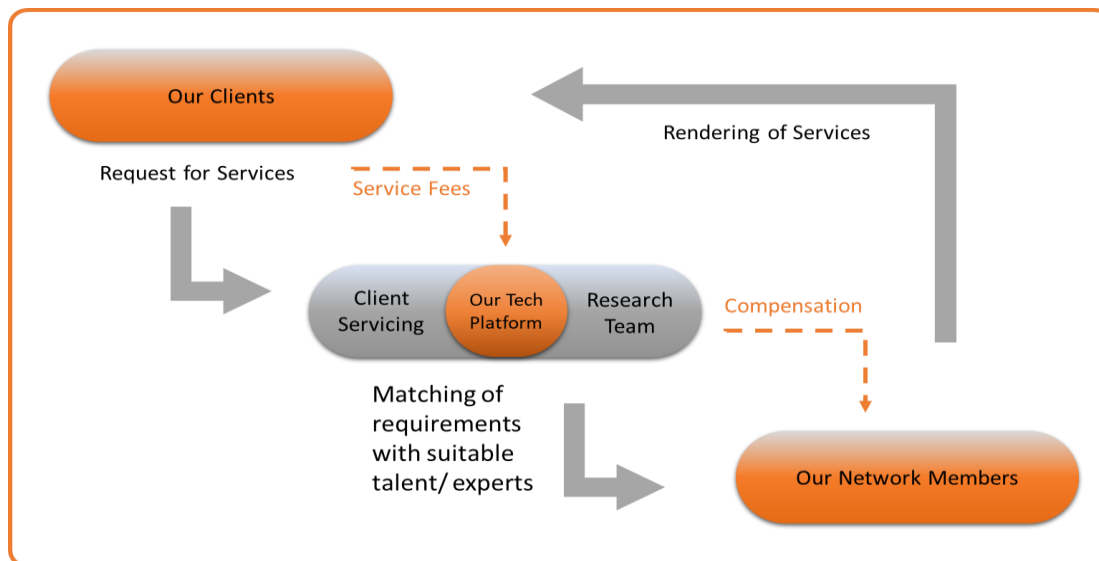 Our Clients
Rendering of Services
Request for Services
Service Fees
Client
Servicing
Our Tech
Platform
Research
Team
Compensation
Matching of
requirements
with suitable
talent/ experts
Our Network Members